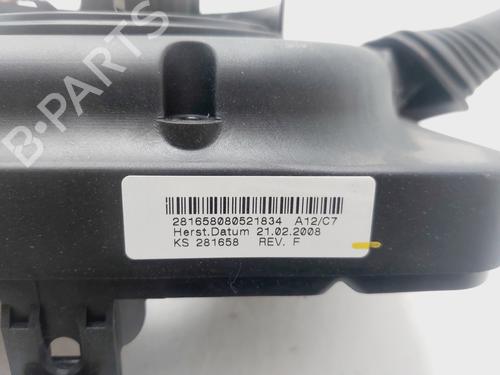 B-PARTS
281658080521834 A12/C7
Herst.Datum 21.02.2008
KS 281658 REV. F